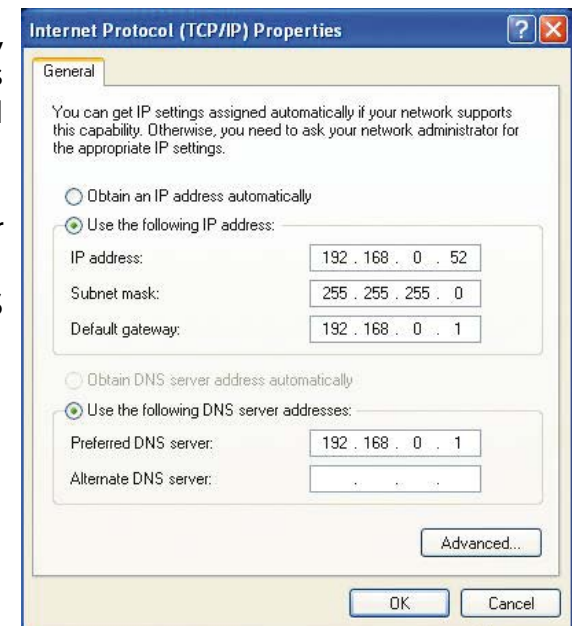 Internet Protocol (TCP/IP) Properties
General
You can get IP settings assigned automatically if your network supports
this capability. Otherwise, you need to ask your network administrator for
the appropriate IP settings.
Obtain an IP address automatically
Use the following IP address:
IP address: 192 . 168 . 0 . 52
Subnet mask: 255 . 255 . 255 . 0
Default gateway: 192 . 168 . 0 . 1
Obtain DNS server address automatically
Use the following DNS server addresses:
Preferred DNS server: 192 . 168 . 0 . 1
Alternate DNS server: . . .
Advanced...
OK Cancel